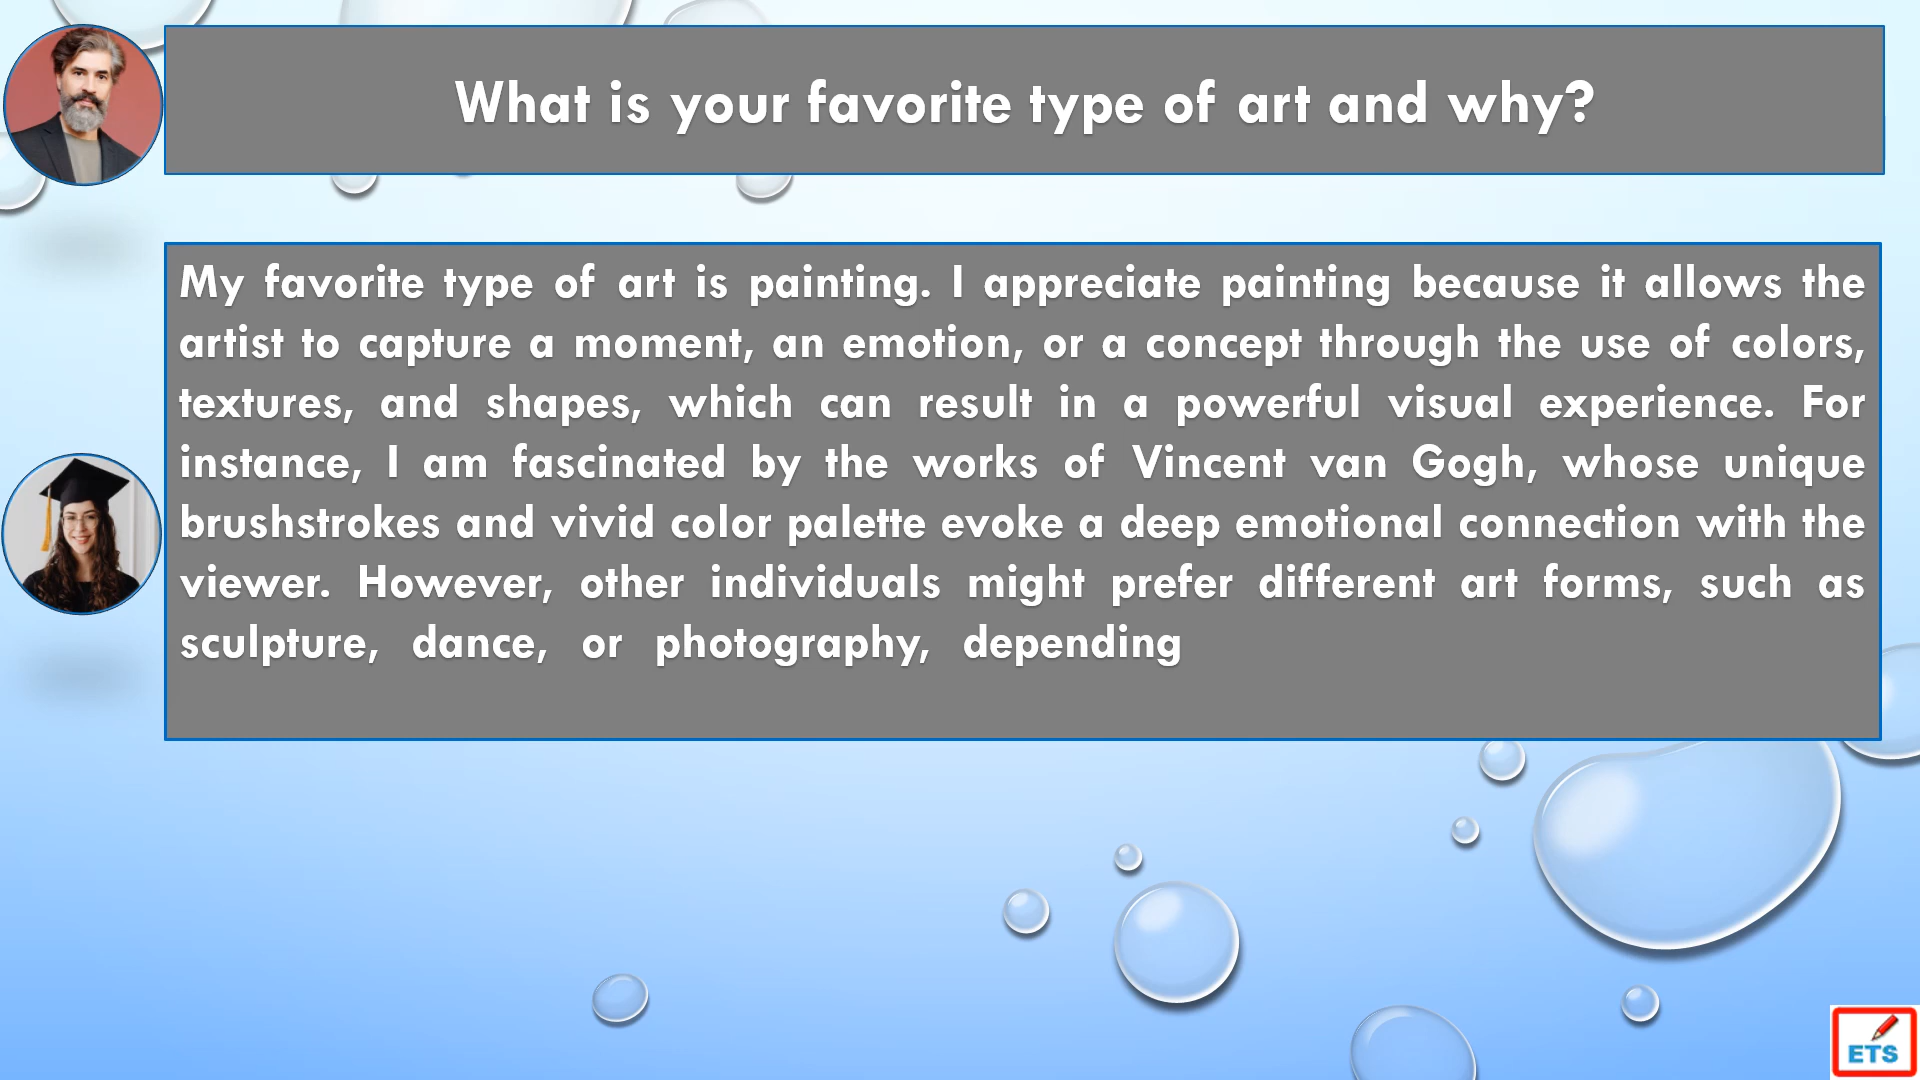 What is your favorite type of art and why?
My favorite type of art is painting. I appreciate painting because it allows the
artist to capture a moment, an emotion, or a concept through the use of colors,
textures, and shapes, which can result in a powerful visual experience. For
instance, I am fascinated by the works of Vincent van Gogh, whose unique
brushstrokes and vivid color palette evoke a deep emotional connection with the
viewer. However, other individuals might prefer different art forms, such as
sculpture, dance, or photography, depending
ETS